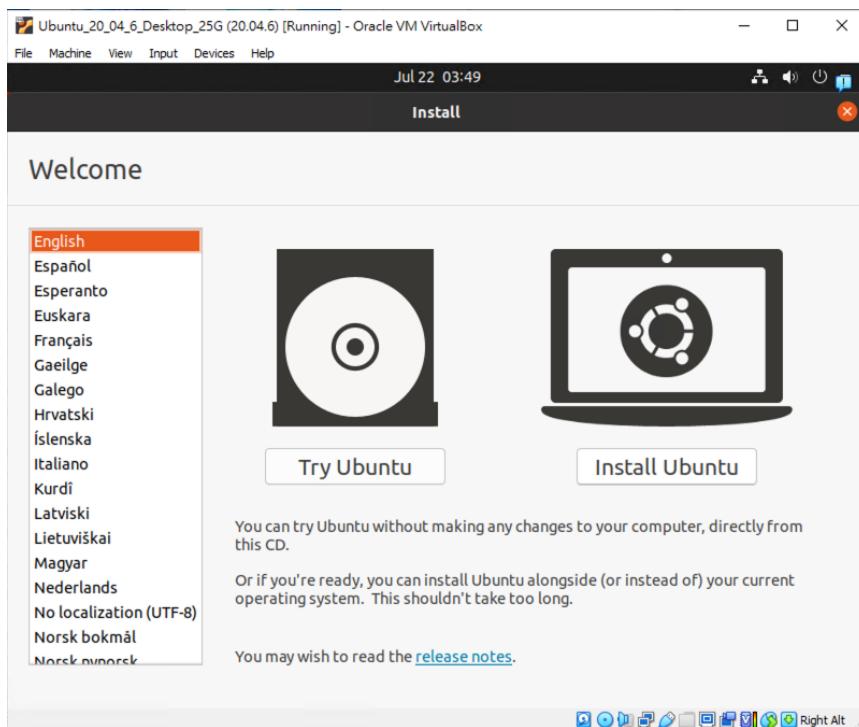 Ubuntu_20_04_6_Desktop_25G (20.04.6) [Running] - Oracle VM VirtualBox
File Machine View Input Devices Help
Jul 22 03:49
Install
Welcome
English
Español
Esperanto
Euskara
Français
Gaeilge
Galego
Hrvatski
Íslenska
Italiano
Kurdî
Latviski
Lietuviškai
Magyar
Nederlands
No localization (UTF-8)
Norsk bokmål
Norsk nynorsk
Try Ubuntu
Install Ubuntu
You can try Ubuntu without making any changes to your computer, directly from
this CD.
Or if you're ready, you can install Ubuntu alongside (or instead of) your current
operating system. This shouldn't take too long.
You may wish to read the release notes.
Right Alt